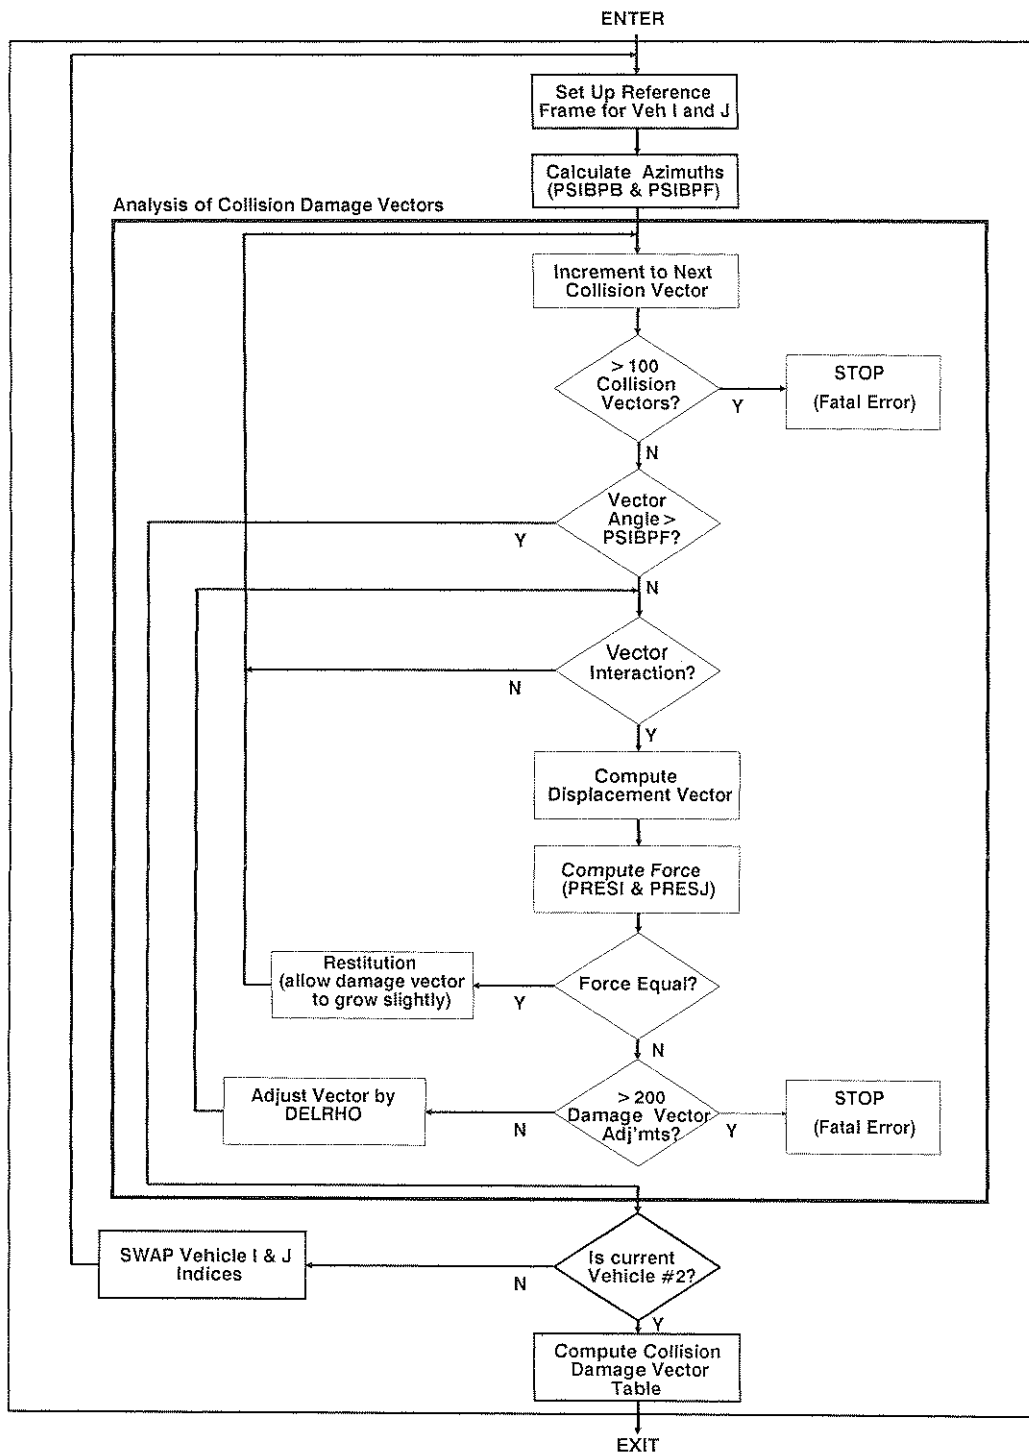 ENTER
Set Up Reference
Frame for Veh I and J
Calculate Azimuths
(PSIBPB & PSIBPF)
Analysis of Collision Damage Vectors
Increment to Next
Collision Vector
> 100
Collision
Vectors?
Y
STOP
(Fatal Error)
N
Vector
Angle >
PSIBPF?
Y
N
Vector
Interaction?
N
Y
Compute
Displacement Vector
Compute Force
(PRESI & PRESJ)
Restitution
(allow damage vector
to grow slightly)
Force Equal?
Y
N
Adjust Vector by
DELRHO
> 200
Damage Vector
Adj'mts?
N
Y
STOP
(Fatal Error)
SWAP Vehicle I & J
Indices
Is current
Vehicle #2?
N
Y
Compute Collision
Damage Vector
Table
EXIT